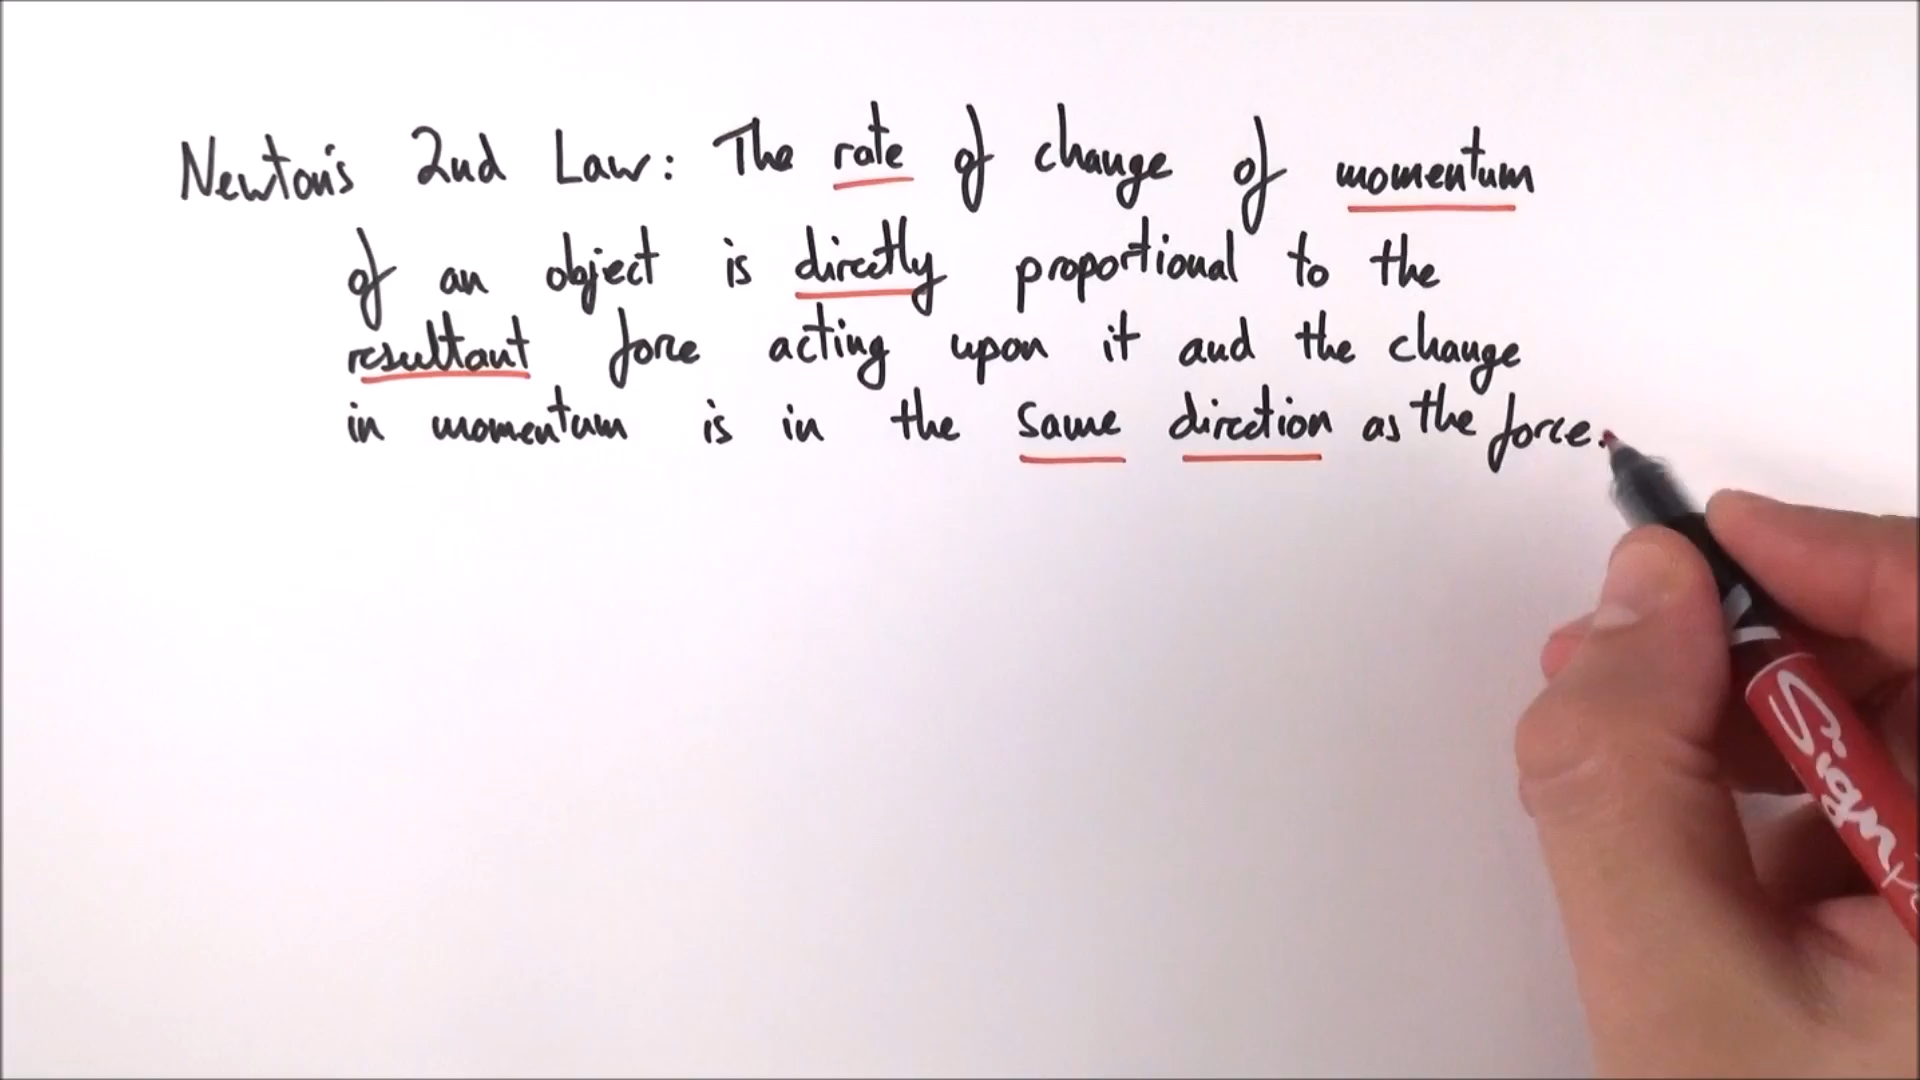 Newton's 2nd Law: The rate of change of momentum
of an object is directly proportional to the
resultant force acting upon it and the change
in momentum is in the same direction as the force.
Sign